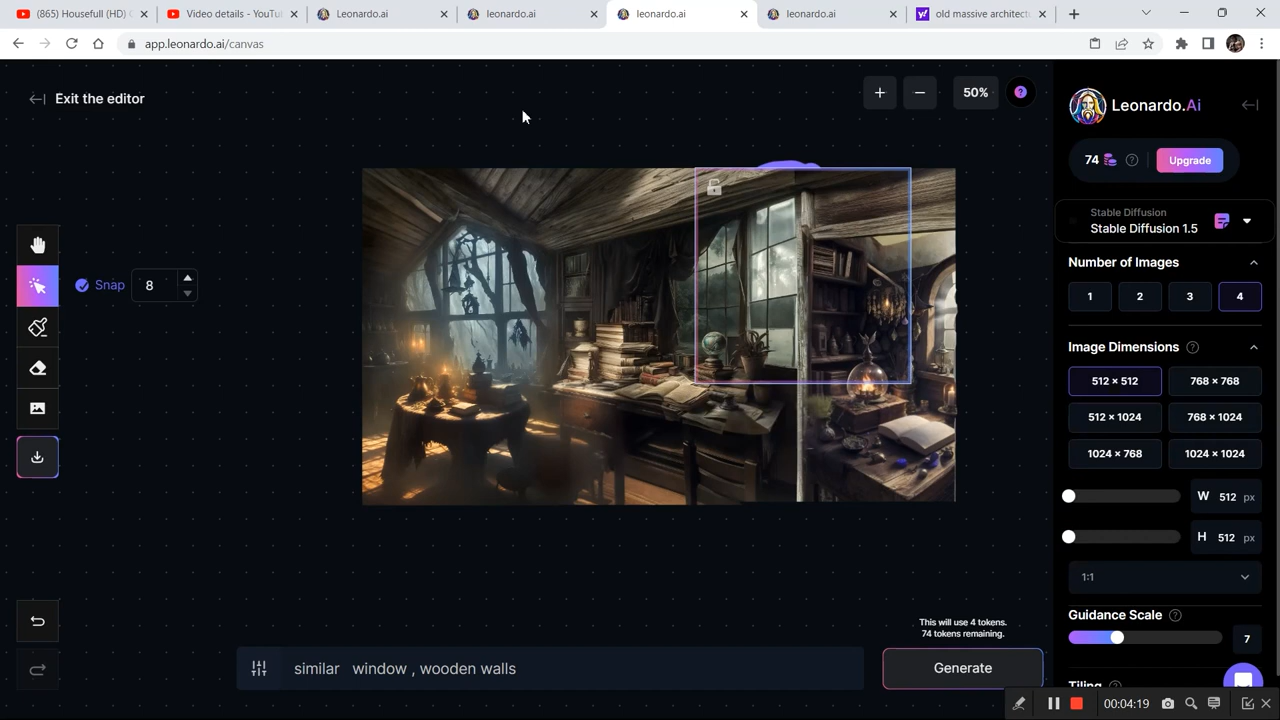 (865) Housefull (HD) C
Video details - YouTu
Leonardo.ai
leonardo.ai
leonardo.ai
leonardo.ai
old massive architectu
app.leonardo.ai/canvas
Exit the editor
50%
Leonardo.Ai
74
Upgrade
Stable Diffusion
Stable Diffusion 1.5
Number of Images
1 2 3 4
Snap 8
Image Dimensions
512 × 512 768 × 768
512 × 1024 768 × 1024
1024 × 768 1024 × 1024
W 512 px
H 512 px
1:1
Guidance Scale
7
This will use 4 tokens.
74 tokens remaining.
similar window , wooden walls
Generate
00:04:19